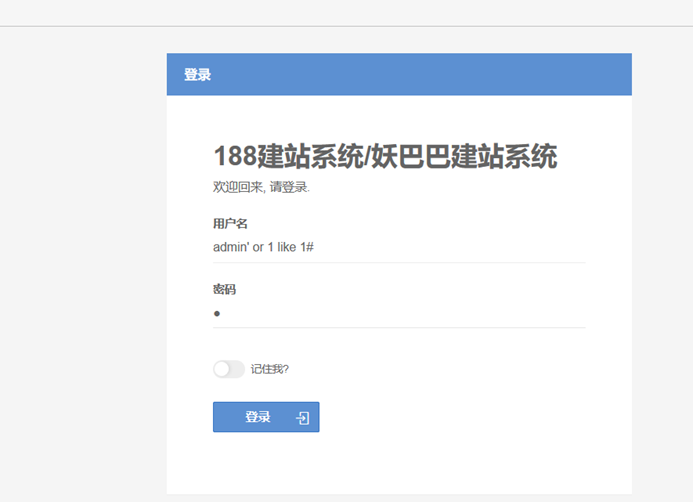 登录
188建站系统/妖巴巴建站系统
欢迎回来, 请登录.
用户名
admin' or 1 like 1#
密码
●
记住我?
登录